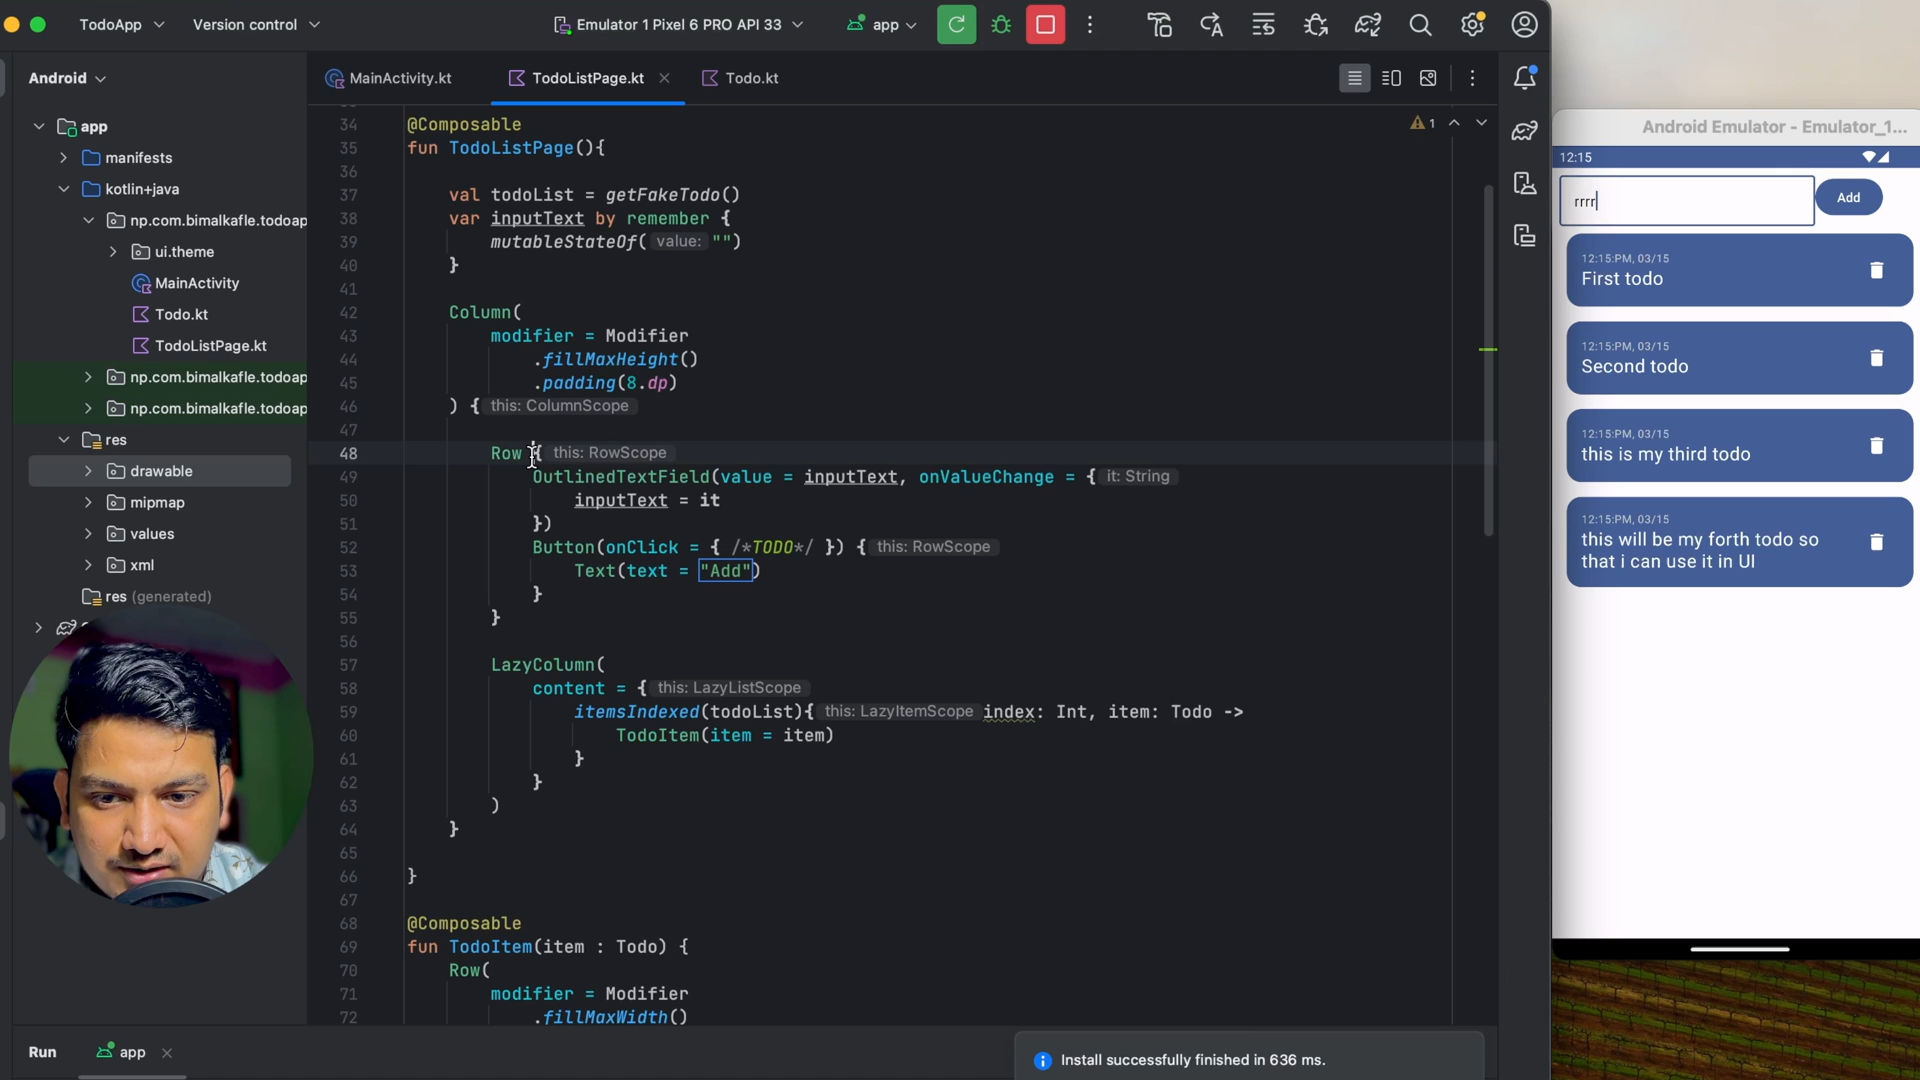 TodoApp
Version control
Emulator 1 Pixel 6 PRO API 33
app
Android
MainActivity.kt
TodoListPage.kt
Todo.kt
app
manifests
kotlin+java
np.com.bimalkafle.todoap
ui.theme
MainActivity
Todo.kt
TodoListPage.kt
np.com.bimalkafle.todoap
np.com.bimalkafle.todoap
res
drawable
mipmap
values
xml
res (generated)
1
34 @Composable
35 fun TodoListPage(){
36
37 val todoList = getFakeTodo()
38 var inputText by remember {
39 mutableStateOf( value: "")
40 }
41
42 Column(
43 modifier = Modifier
44 .fillMaxHeight()
45 .padding(8.dp)
46 ) { this: ColumnScope
47
48 Row { this: RowScope
49 OutlinedTextField(value = inputText, onValueChange = { it: String
50 inputText = it
51 })
52 Button(onClick = { /*TODO*/ }) { this: RowScope
53 Text(text = "Add")
54 }
55 }
56
57 LazyColumn(
58 content = { this: LazyListScope
59 itemsIndexed(todoList){ this: LazyItemScope index: Int, item: Todo ->
60 TodoItem(item = item)
61 }
62 }
63 )
64 }
65
66 }
67
68 @Composable
69 fun TodoItem(item : Todo) {
70 Row(
71 modifier = Modifier
72 .fillMaxWidth()
Run
app
Install successfully finished in 636 ms.
Android Emulator - Emulator_1...
12:15
rrrr
Add
12:15:PM, 03/15
First todo
12:15:PM, 03/15
Second todo
12:15:PM, 03/15
this is my third todo
12:15:PM, 03/15
this will be my forth todo so
that i can use it in UI